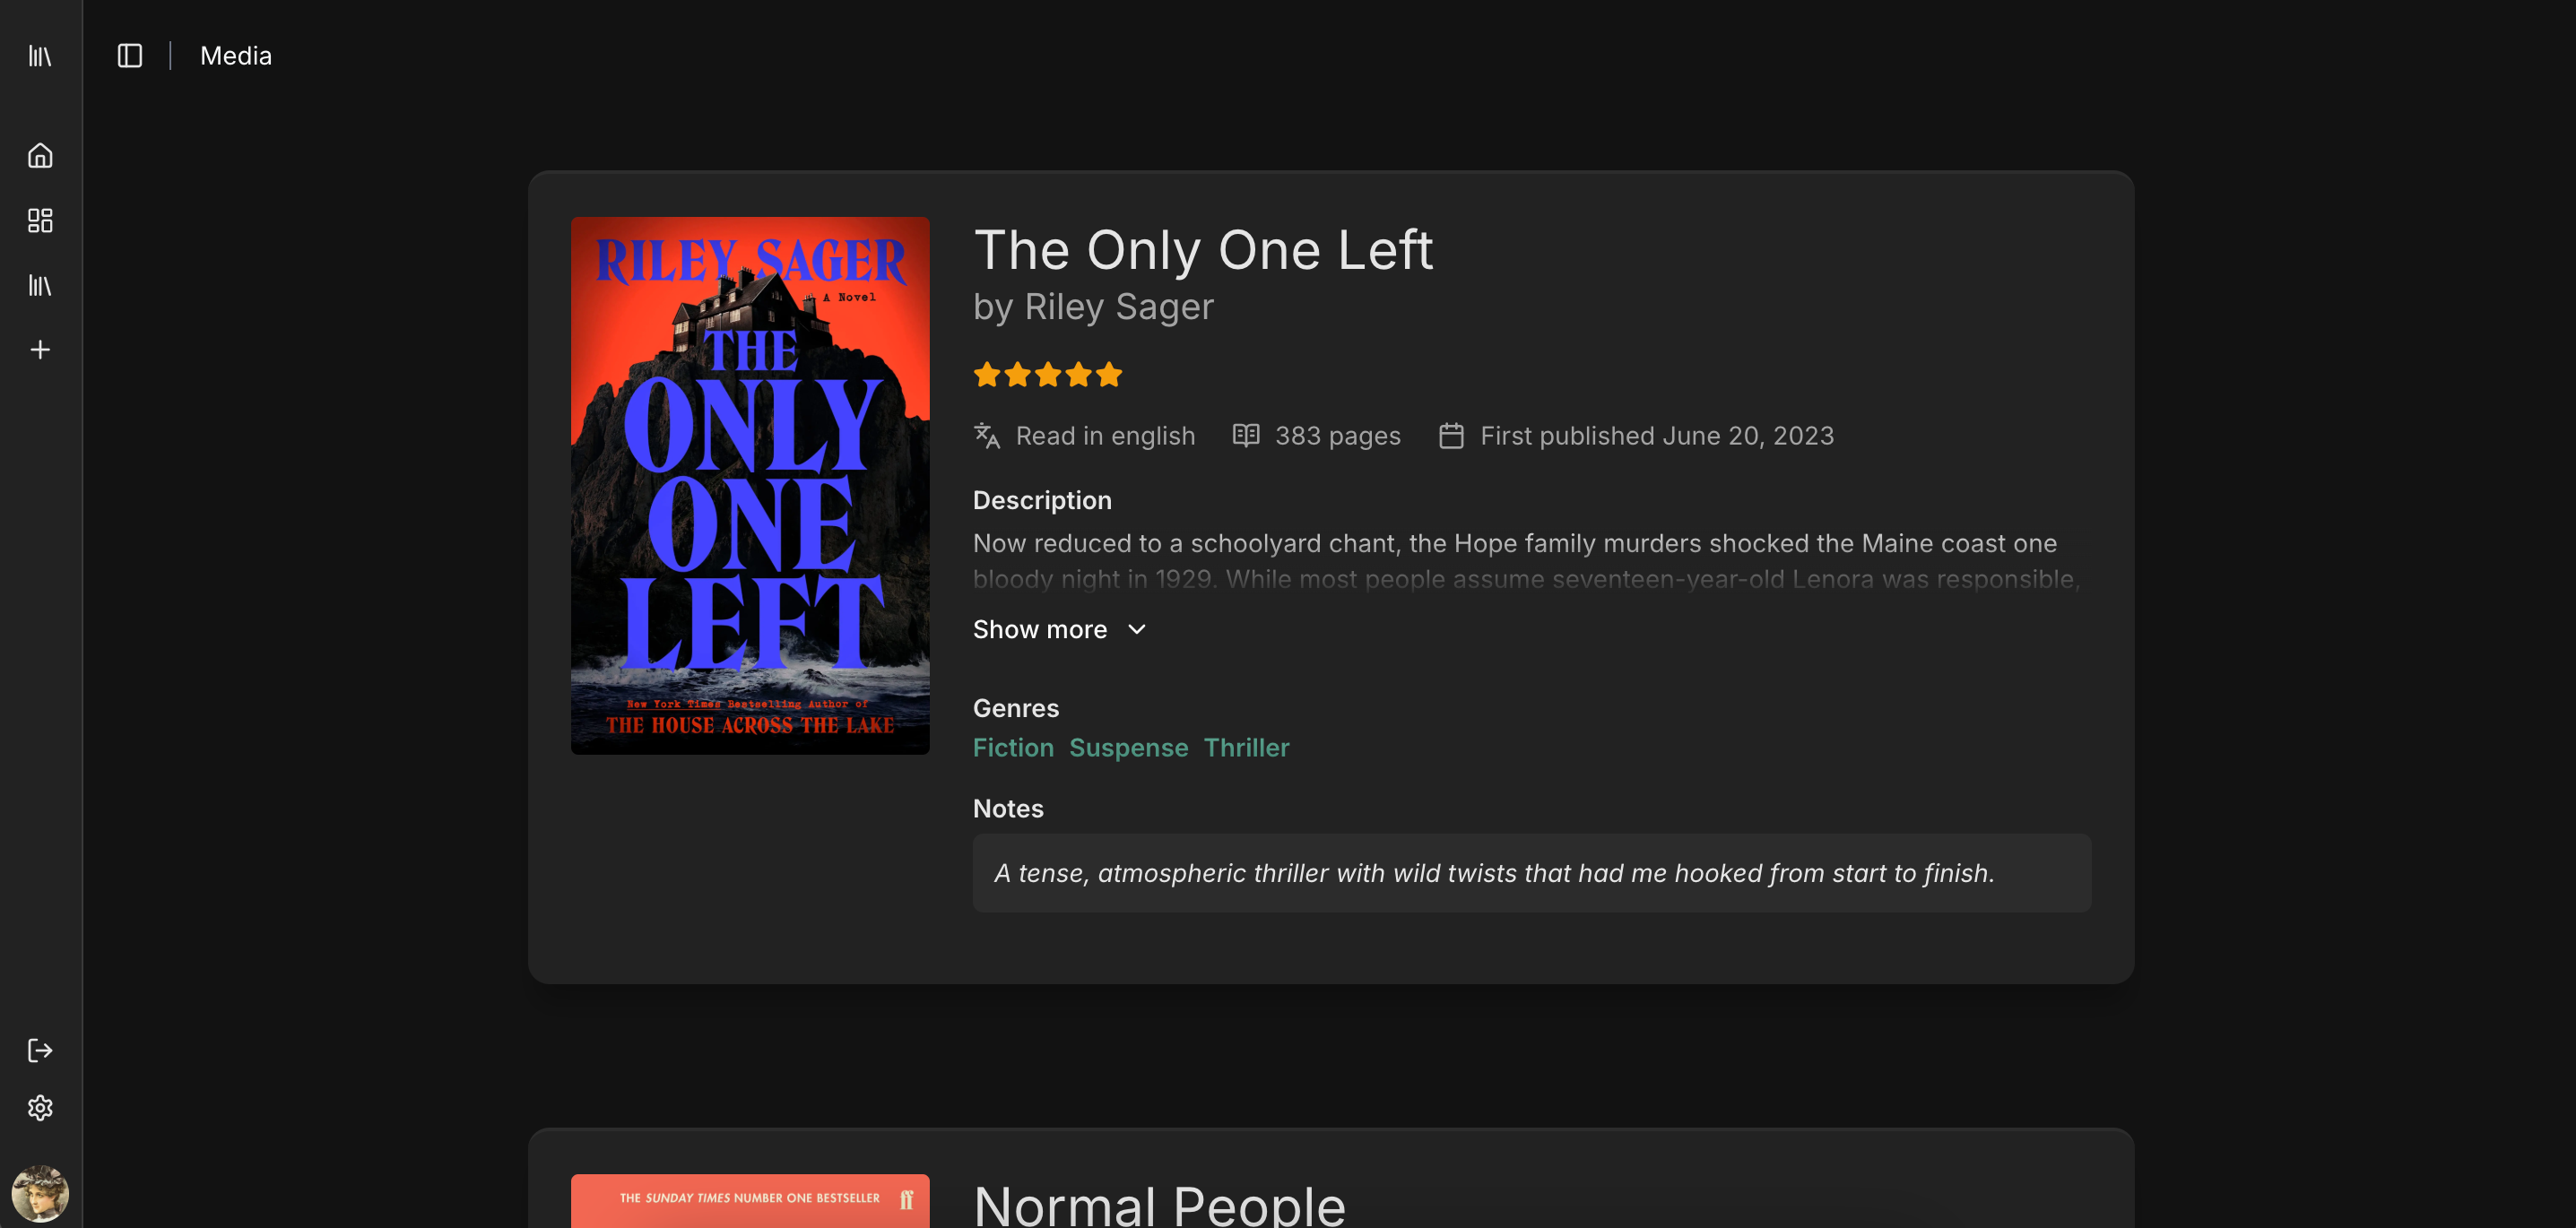 Media
RILEY SAGER
A Novel
THE
ONLY
ONE
LEFT
New York Times Bestselling Author of
THE HOUSE ACROSS THE LAKE
The Only One Left
by Riley Sager
Read in english 383 pages First published June 20, 2023
Description
Now reduced to a schoolyard chant, the Hope family murders shocked the Maine coast one
bloody night in 1929. While most people assume seventeen-year-old Lenora was responsible,
Show more
Genres
Fiction Suspense Thriller
Notes
A tense, atmospheric thriller with wild twists that had me hooked from start to finish.
THE SUNDAY TIMES NUMBER ONE BESTSELLER ff
Normal People